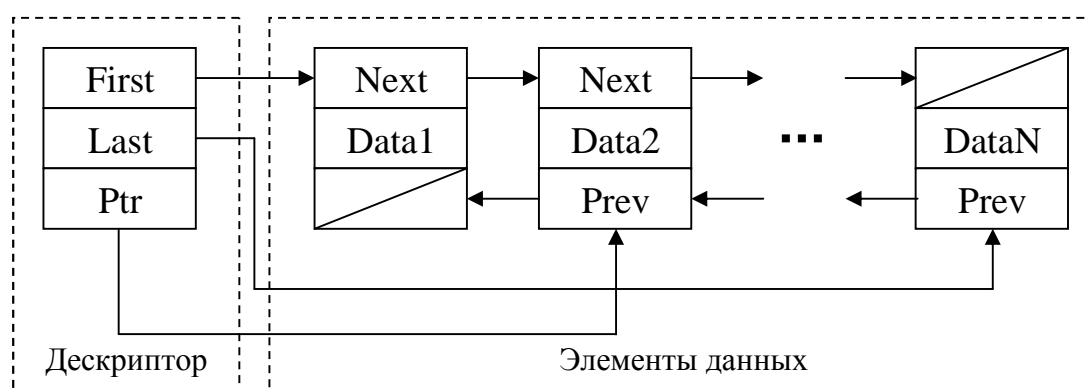 First Next Next
Last Data1 Data2 ... DataN
Ptr Prev Prev
Дескриптор Элементы данных